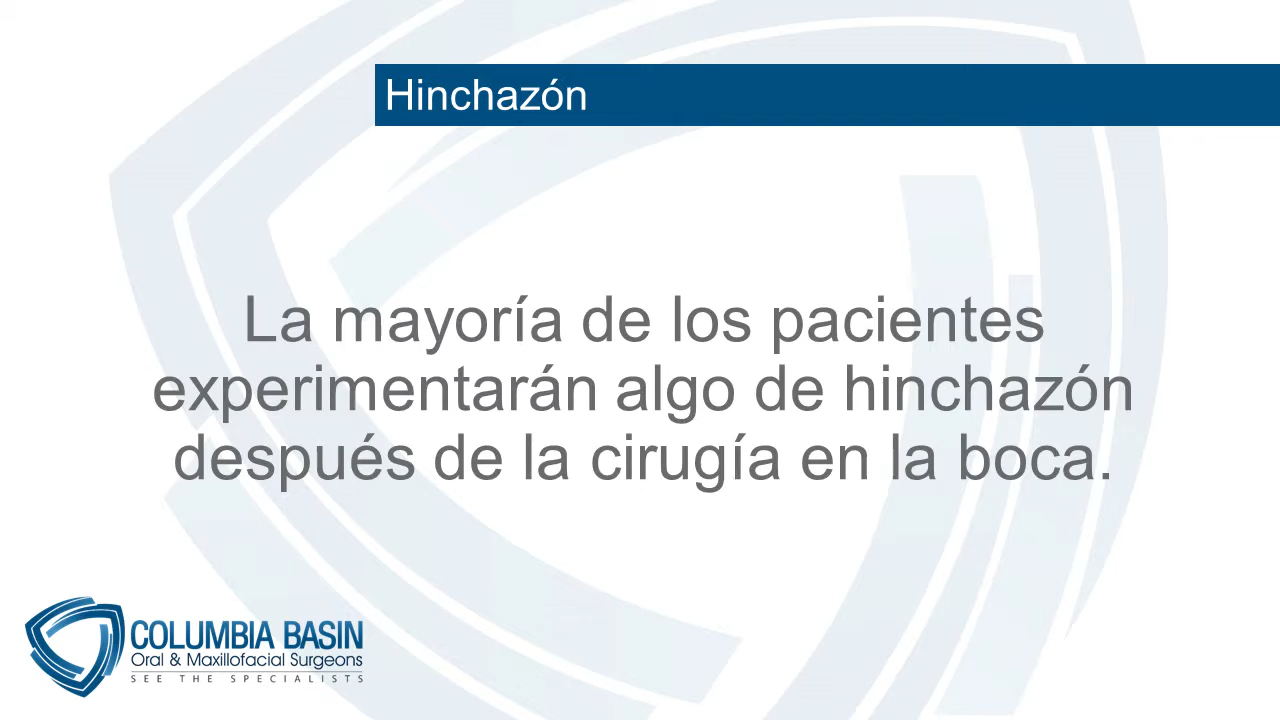 Hinchazón
La mayoría de los pacientes
experimentarán algo de hinchazón
después de la cirugía en la boca.
COLUMBIA BASIN
Oral & Maxillofacial Surgeons
SEE THE SPECIALISTS